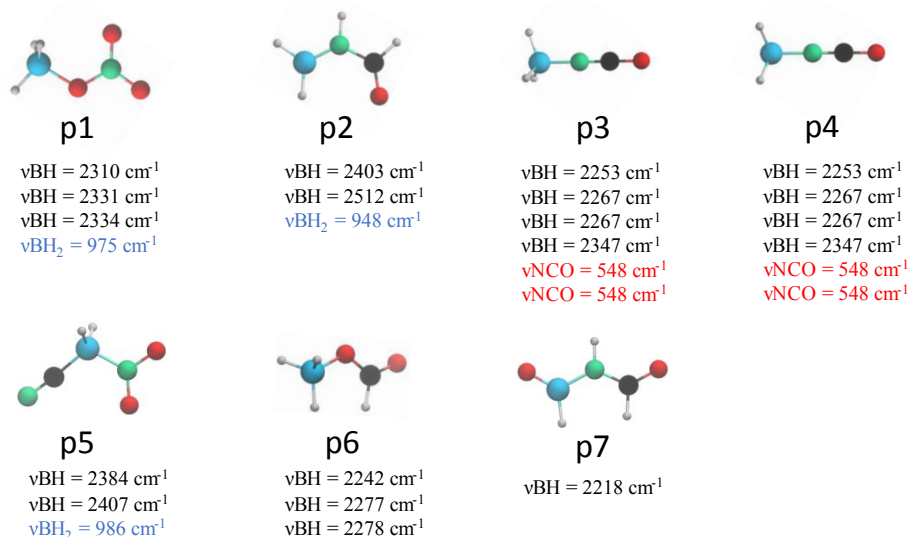 p1
νBH = 2310 cm⁻¹
νBH = 2331 cm⁻¹
νBH = 2334 cm⁻¹
νBH₂ = 975 cm⁻¹
p2
νBH = 2403 cm⁻¹
νBH = 2512 cm⁻¹
νBH₂ = 948 cm⁻¹
p3
νBH = 2253 cm⁻¹
νBH = 2267 cm⁻¹
νBH = 2267 cm⁻¹
νBH = 2347 cm⁻¹
νNCO = 548 cm⁻¹
νNCO = 548 cm⁻¹
p4
νBH = 2253 cm⁻¹
νBH = 2267 cm⁻¹
νBH = 2267 cm⁻¹
νBH = 2347 cm⁻¹
νNCO = 548 cm⁻¹
νNCO = 548 cm⁻¹
p5
νBH = 2384 cm⁻¹
νBH = 2407 cm⁻¹
νBH₂ = 986 cm⁻¹
p6
νBH = 2242 cm⁻¹
νBH = 2277 cm⁻¹
νBH = 2278 cm⁻¹
p7
νBH = 2218 cm⁻¹